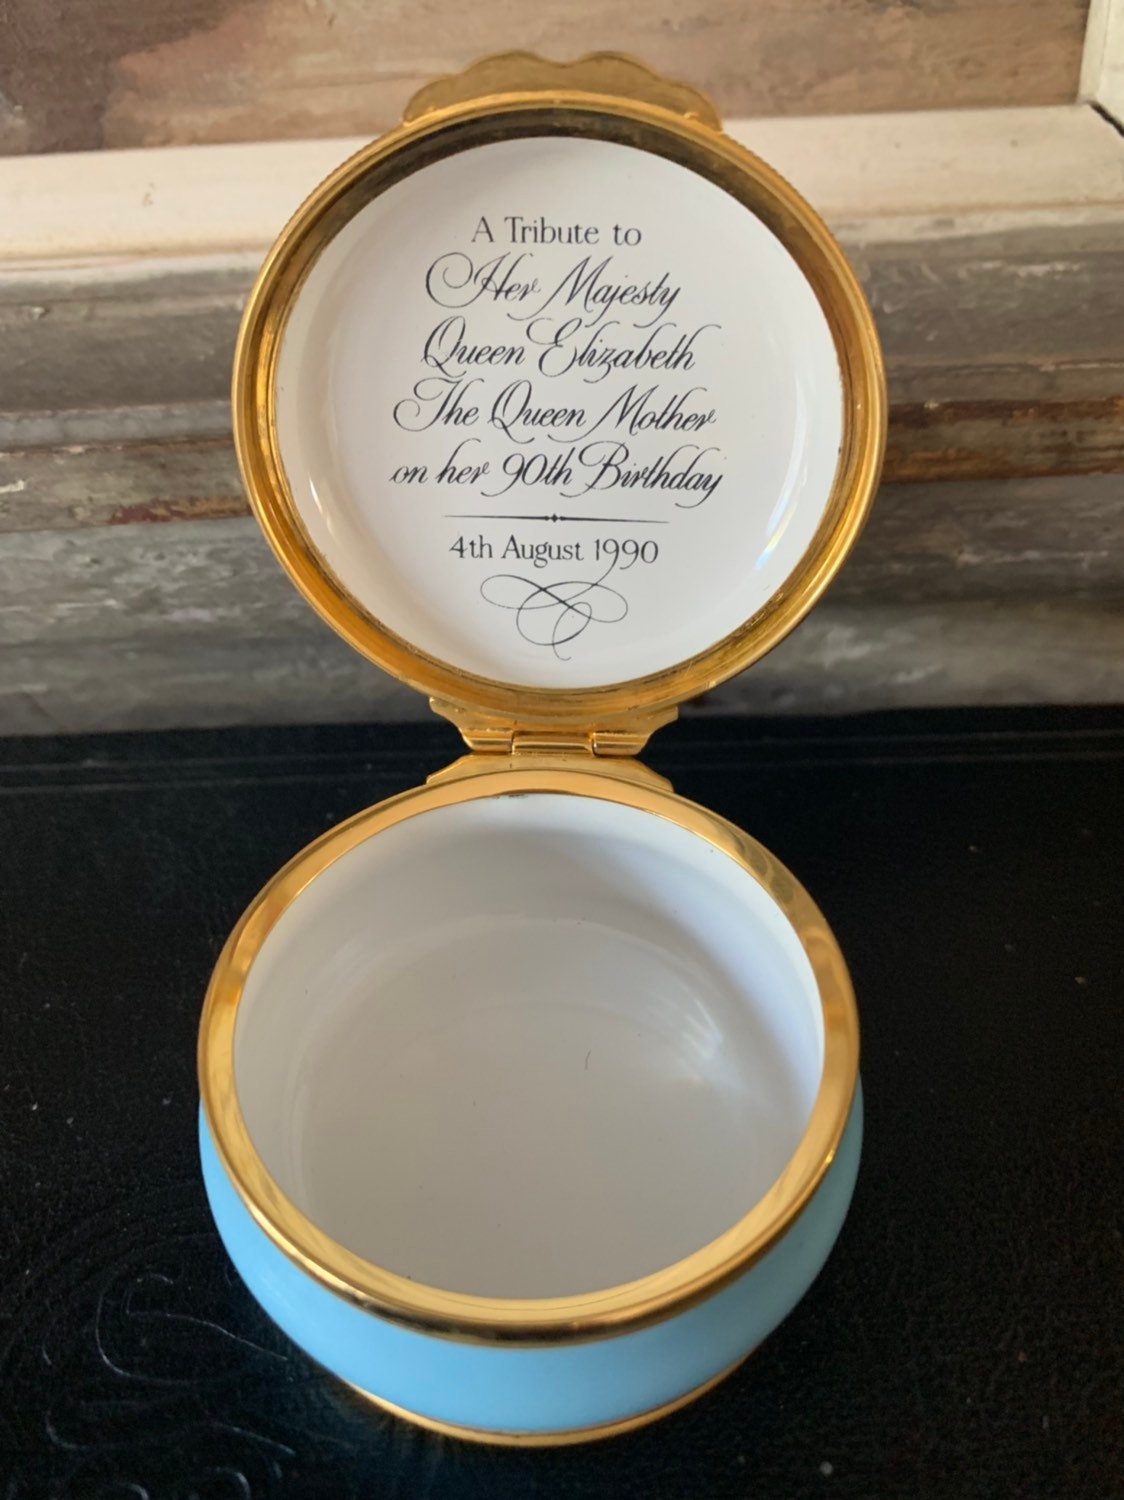 A Tribute to
Her Majesty
Queen Elizabeth
The Queen Mother
on her 90th Birthday
4th August 1990